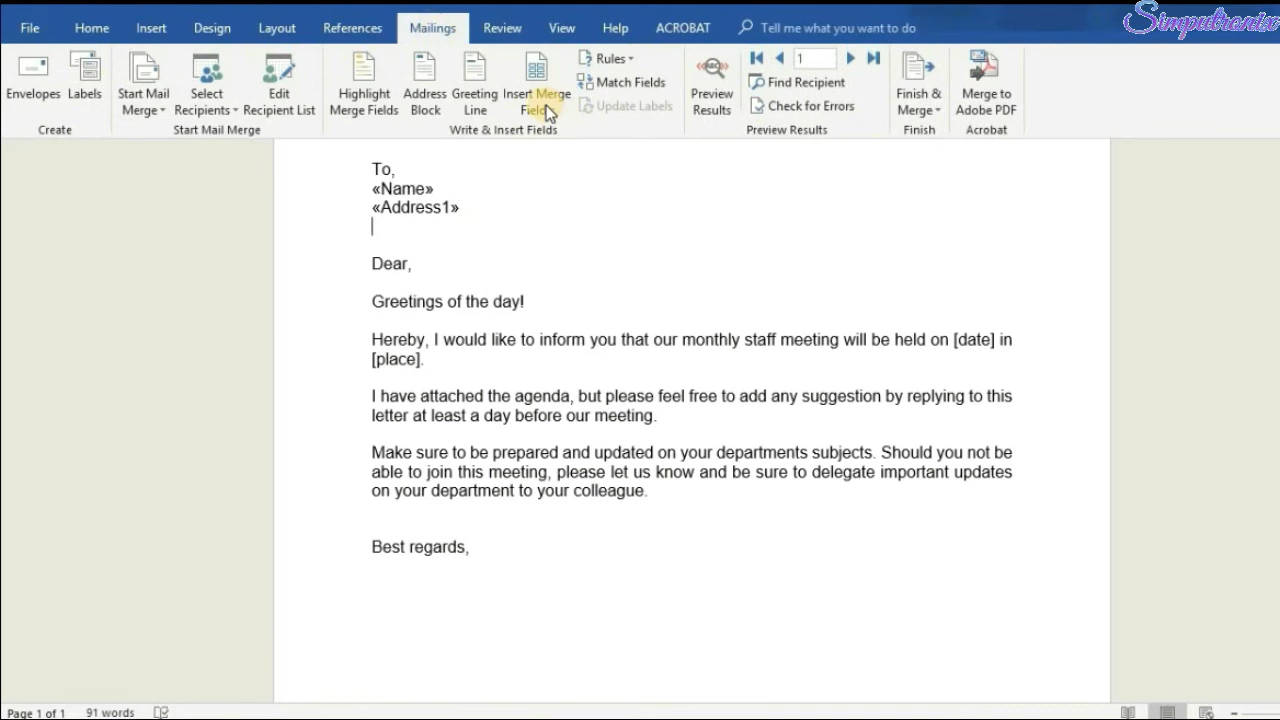 Simpulhanix
File Home Insert Design Layout References Mailings Review View Help ACROBAT Tell me what you want to do
Envelopes Labels Start Mail Merge Select Recipients Edit Recipient List Highlight Merge Fields Address Block Greeting Line Insert Merge Field Rules Match Fields Update Labels Preview Results 1 Find Recipient Check for Errors Finish & Merge Merge to Adobe PDF
Create Start Mail Merge Write & Insert Fields Preview Results Finish Acrobat
To,
«Name»
«Address1»
Dear,
Greetings of the day!
Hereby, I would like to inform you that our monthly staff meeting will be held on [date] in
[place].
I have attached the agenda, but please feel free to add any suggestion by replying to this
letter at least a day before our meeting.
Make sure to be prepared and updated on your departments subjects. Should you not be
able to join this meeting, please let us know and be sure to delegate important updates
on your department to your colleague.
Best regards,
Page 1 of 1 91 words